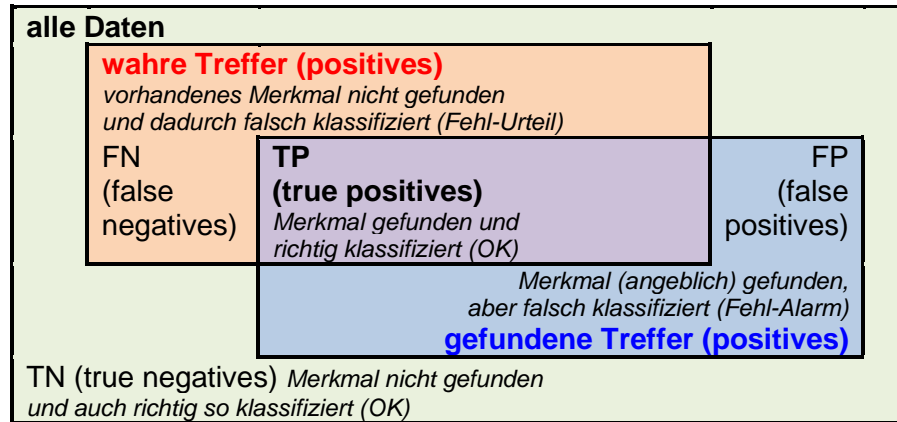 alle Daten
wahre Treffer (positives)
vorhandenes Merkmal nicht gefunden
und dadurch falsch klassifiziert (Fehl-Urteil)
FN
(false
negatives)
TP
(true positives)
Merkmal gefunden und
richtig klassifiziert (OK)
FP
(false
positives)
Merkmal (angeblich) gefunden,
aber falsch klassifiziert (Fehl-Alarm)
gefundene Treffer (positives)
TN (true negatives) Merkmal nicht gefunden
und auch richtig so klassifiziert (OK)